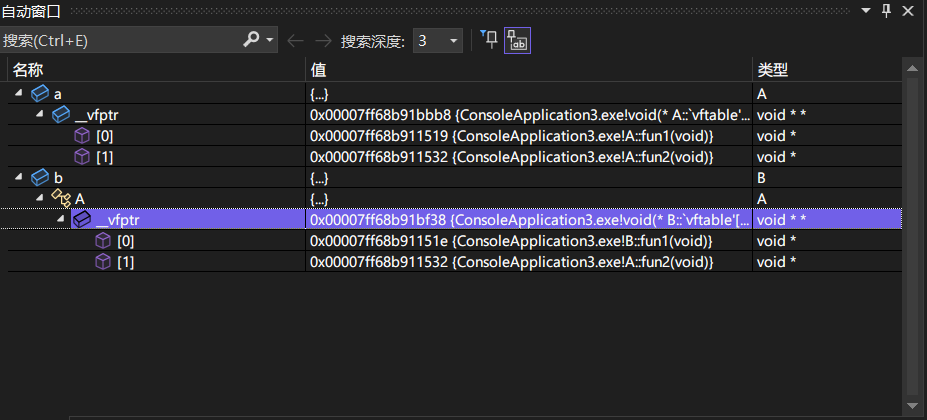 自动窗口
搜索(Ctrl+E) 搜索深度: 3
名称 值 类型
a {...} A
__vfptr 0x00007ff68b91bbb8 {ConsoleApplication3.exe!void(* A::`vftable'... void * *
[0] 0x00007ff68b911519 {ConsoleApplication3.exe!A::fun1(void)} void *
[1] 0x00007ff68b911532 {ConsoleApplication3.exe!A::fun2(void)} void *
b {...} B
A {...} A
__vfptr 0x00007ff68b91bf38 {ConsoleApplication3.exe!void(* B::`vftable'[... void * *
[0] 0x00007ff68b91151e {ConsoleApplication3.exe!B::fun1(void)} void *
[1] 0x00007ff68b911532 {ConsoleApplication3.exe!A::fun2(void)} void *